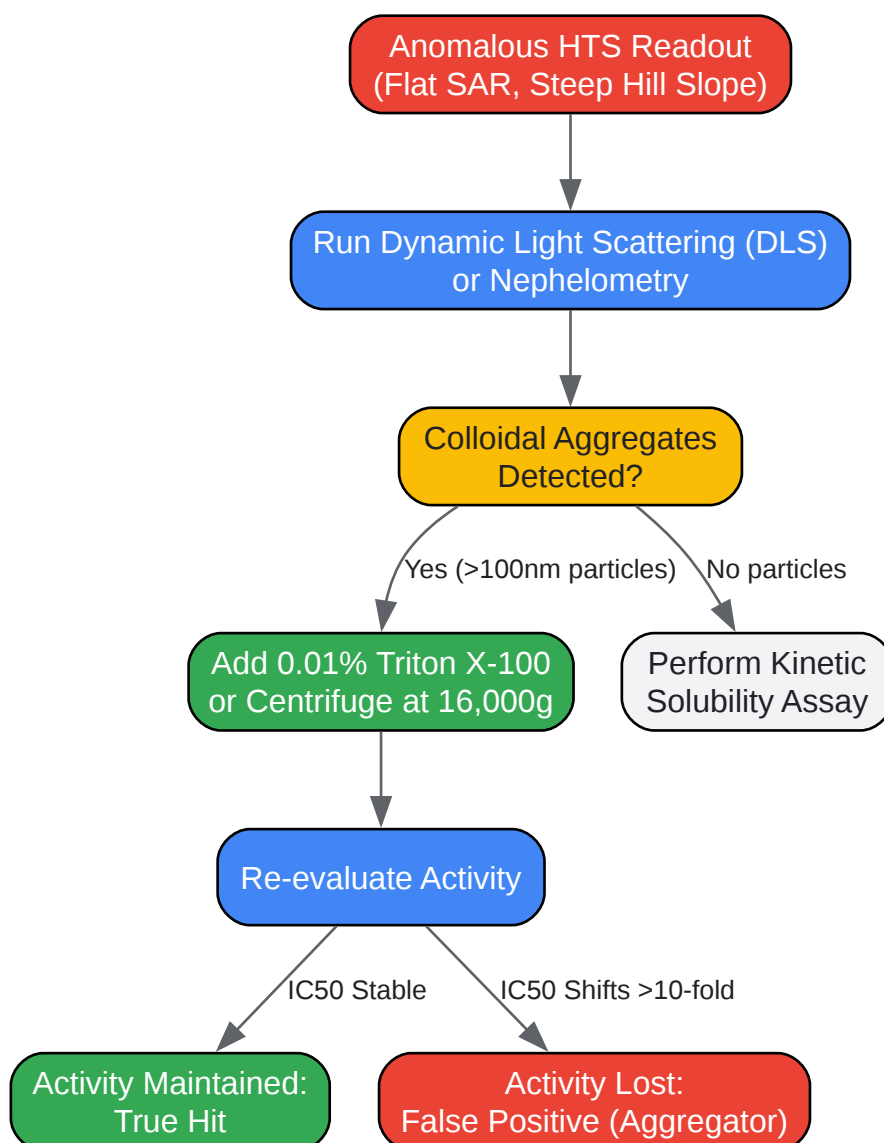 Anomalous HTS Readout
(Flat SAR, Steep Hill Slope)
Run Dynamic Light Scattering (DLS)
or Nephelometry
Colloidal Aggregates
Detected?
Yes (>100nm particles)
No particles
Add 0.01% Triton X-100
or Centrifuge at 16,000g
Perform Kinetic
Solubility Assay
Re-evaluate Activity
IC50 Stable
IC50 Shifts >10-fold
Activity Maintained:
True Hit
Activity Lost:
False Positive (Aggregator)